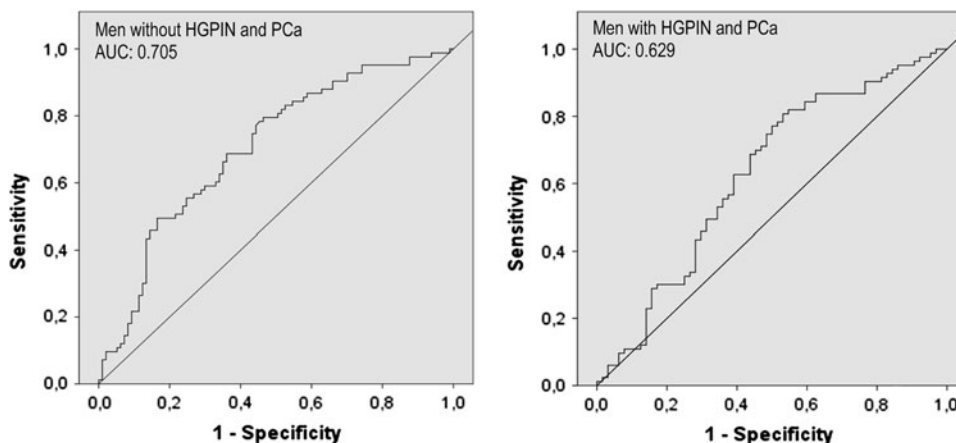 Men without HGPIN and PCa
AUC: 0.705
1,0
0,8
0,6
0,4
0,2
0,0
Sensitivity
0,0 0,2 0,4 0,6 0,8 1,0
1 - Specificity
Men with HGPIN and PCa
AUC: 0.629
1,0
0,8
0,6
0,4
0,2
0,0
Sensitivity
0,0 0,2 0,4 0,6 0,8 1,0
1 - Specificity